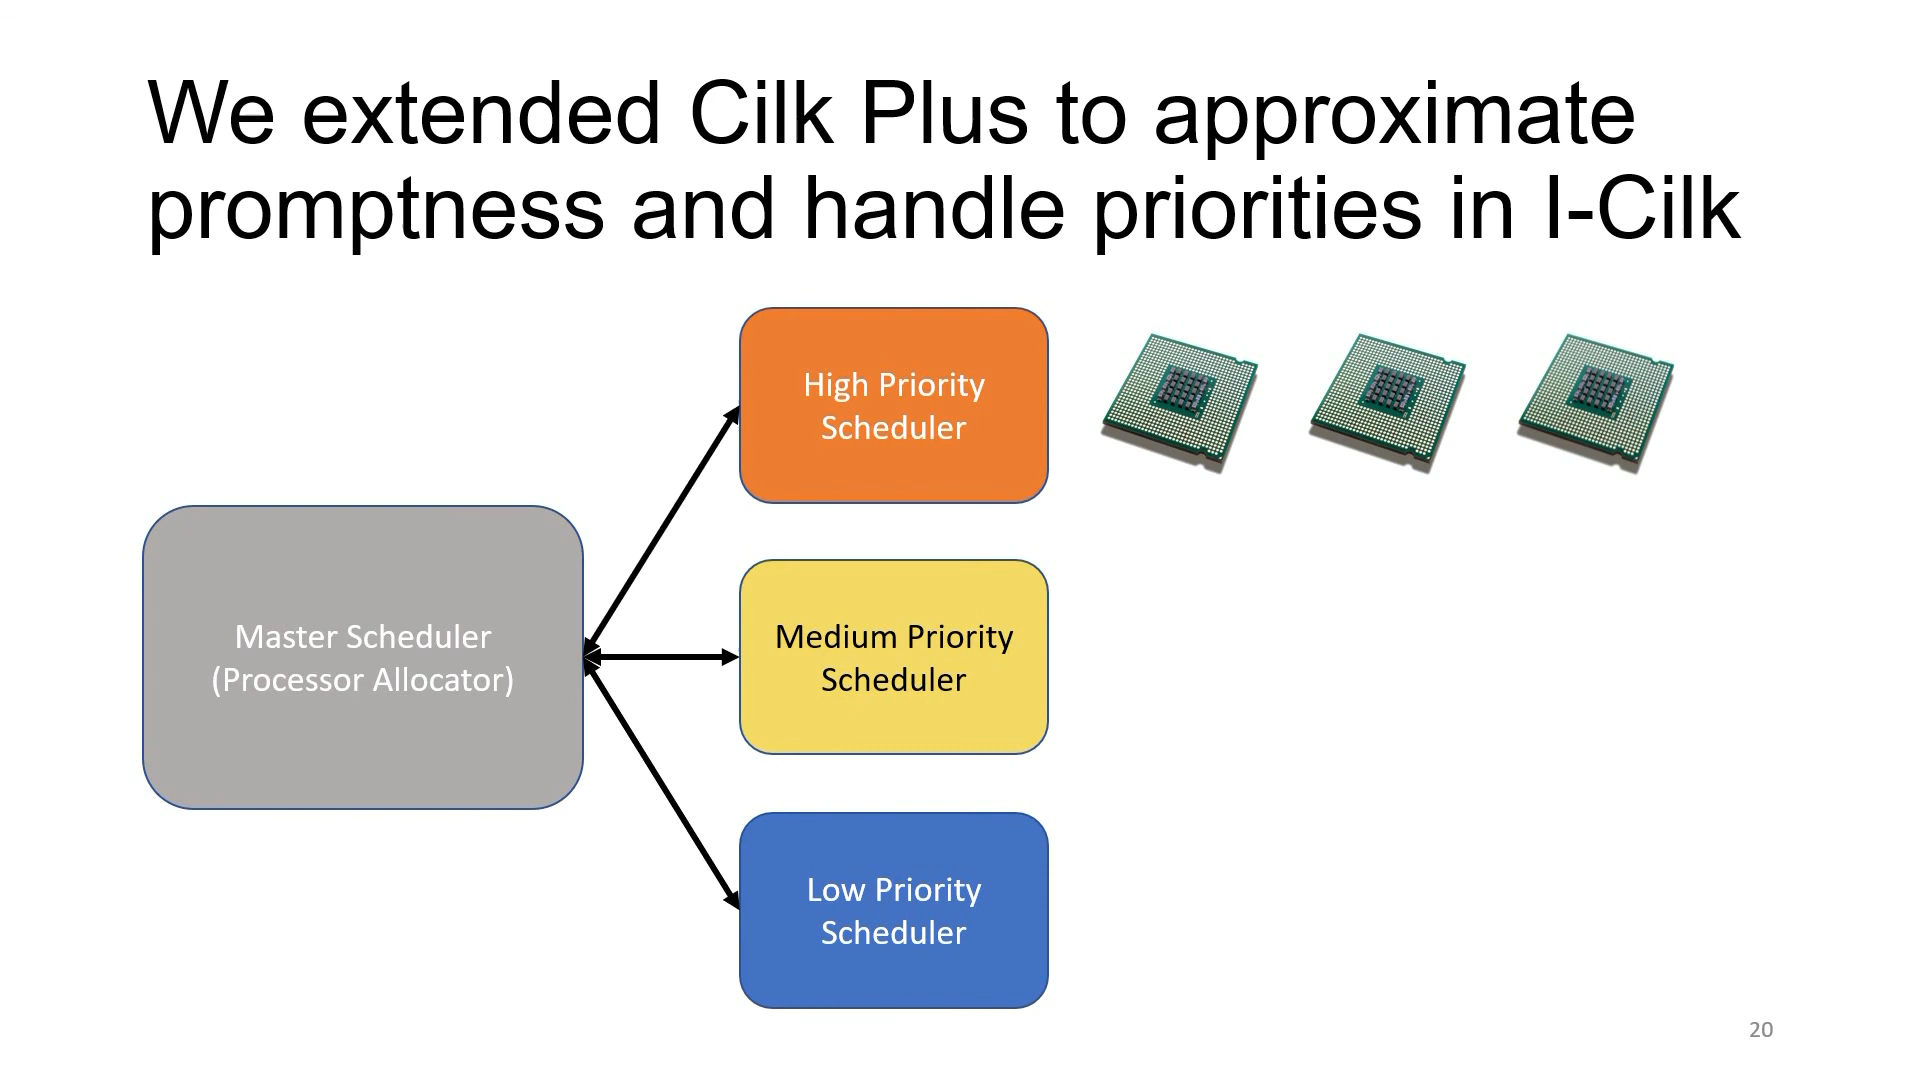 We extended Cilk Plus to approximate
promptness and handle priorities in I-Cilk
High Priority
Scheduler
Master Scheduler
(Processor Allocator)
Medium Priority
Scheduler
Low Priority
Scheduler
20